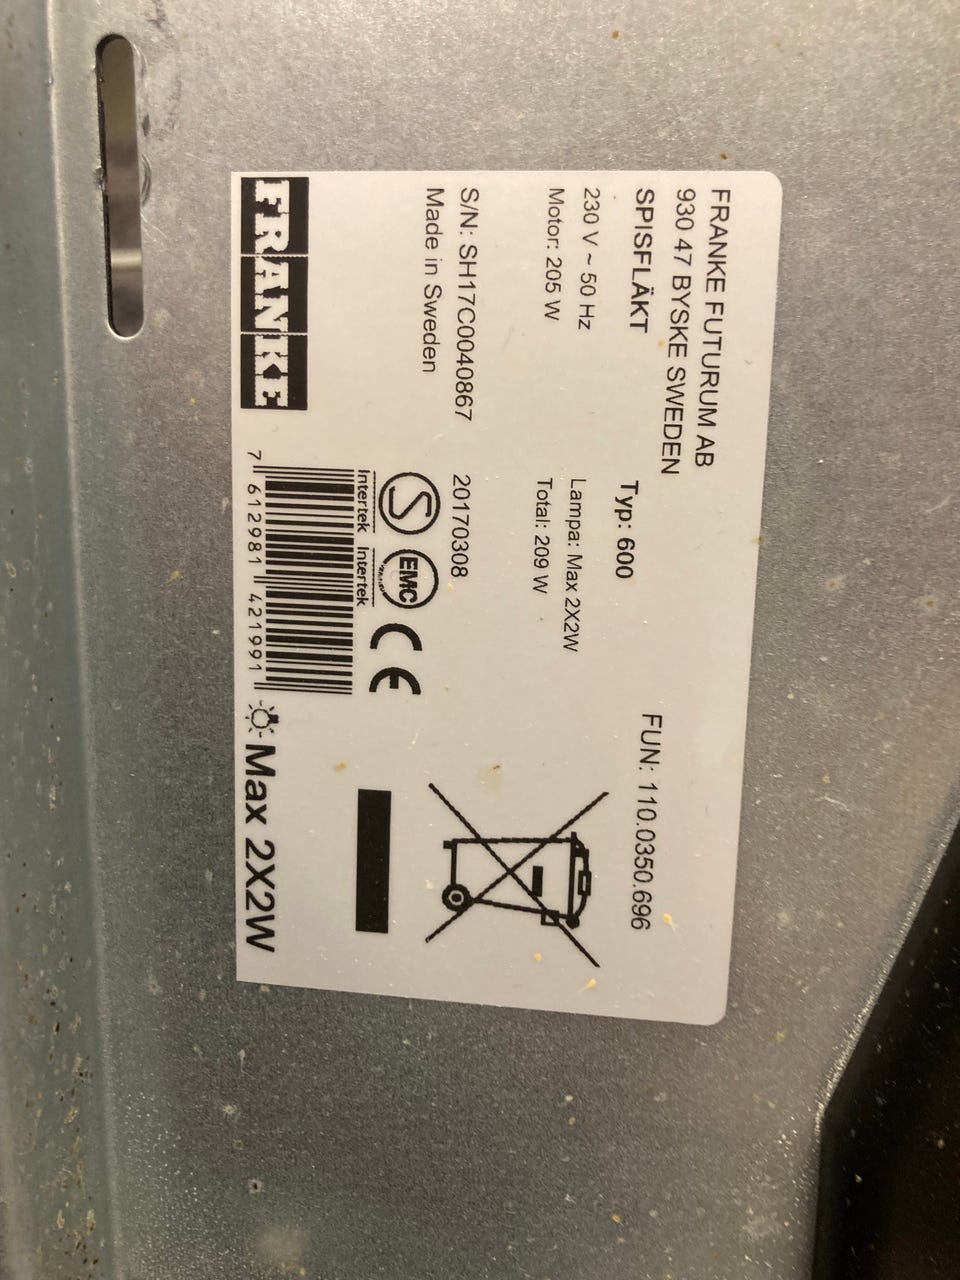 FRANKE FUTURUM AB
930 47 BYSKE SWEDEN
SPISFLÄKT
Typ: 600
FUN: 110.0350.696
230 V ~ 50 Hz
Lampa: Max 2X2W
Motor: 205 W
Total: 209 W
S/N: SH17C0040867
20170308
Made in Sweden
S
EMC
CE
Intertek
Intertek
FRANKE
7 612981 421991
Max 2X2W